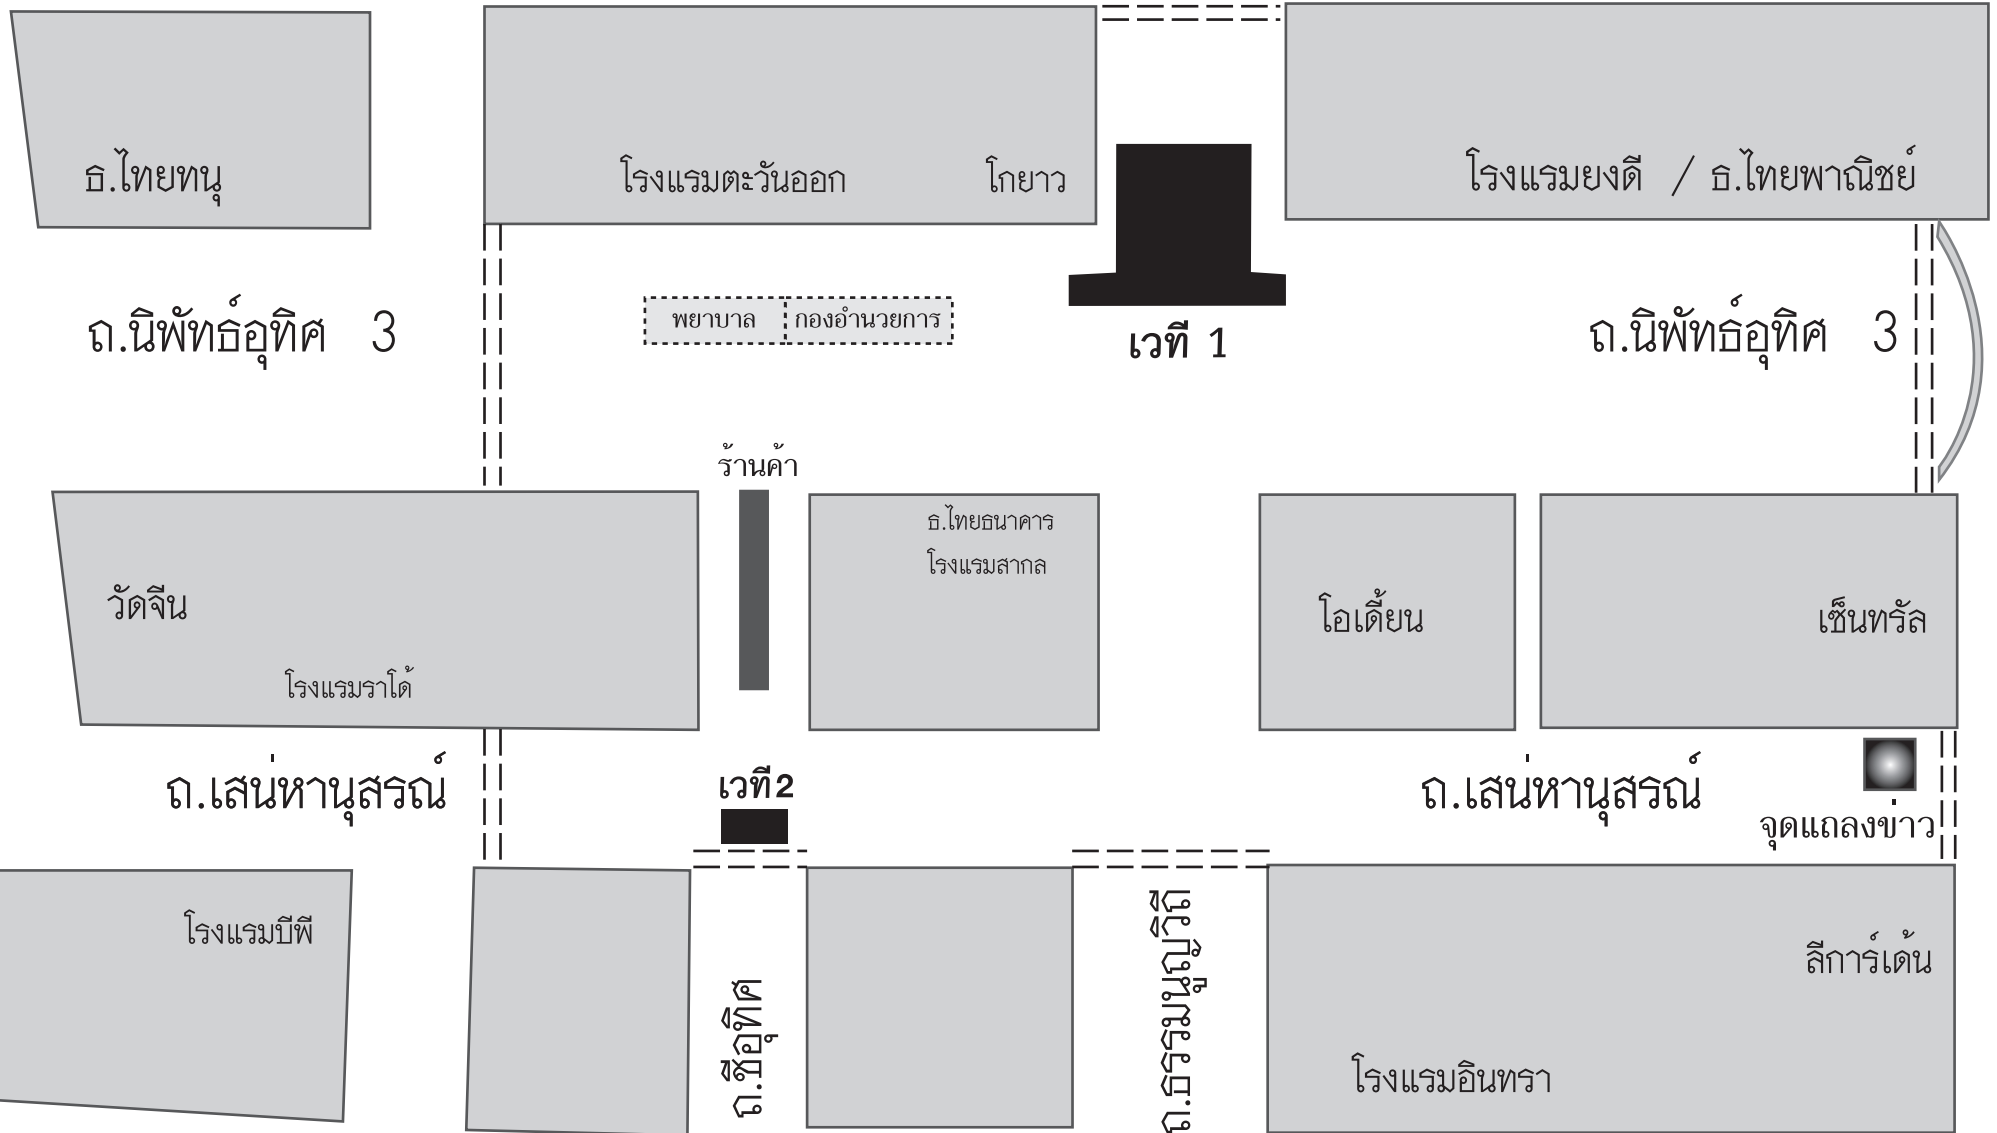 ธ.ไทยทนุ
โรงแรมตะวันออก
โกยาว
โรงแรมยงดี / ธ.ไทยพาณิชย์
ถ.นิพัทธ์อุทิศ 3
พยาบาล
กองอำนวยการ
เวที 1
ถ.นิพัทธ์อุทิศ 3
ร้านค้า
ธ.ไทยธนาคาร
โรงแรมสากล
วัดจีน
โอเดี้ยน
เซ็นทรัล
โรงแรมราโด้
ถ.เสน่หานุสรณ์
เวที2
ถ.เสน่หานุสรณ์
จุดแถลงข่าว
โรงแรมบีพี
ลีการ์เด้น
ถ.ชีอุทิศ
ถ.ธรรมนูญวิถี
โรงแรมอินทรา